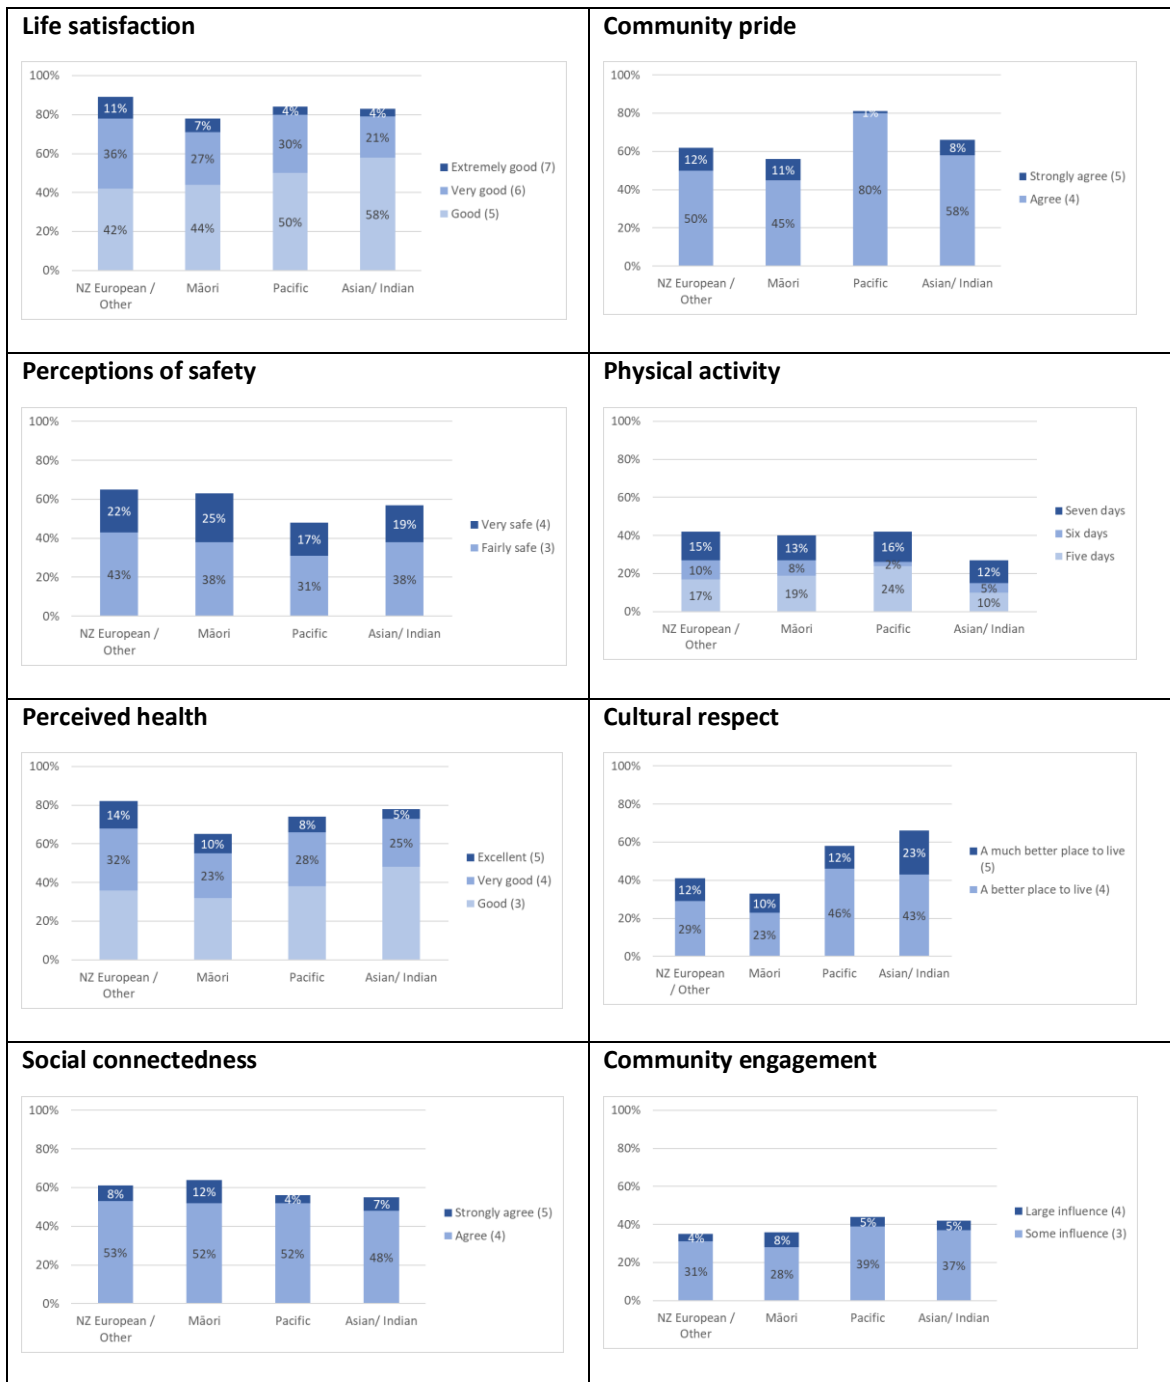 Life satisfaction
100%
80%
60%
40%
20%
0%
11%
36%
42%
7%
27%
44%
4%
30%
50%
4%
21%
58%
NZ European /
Other
Māori
Pacific
Asian/ Indian
Extremely good (7)
Very good (6)
Good (5)
Community pride
100%
80%
60%
40%
20%
0%
12%
50%
11%
45%
1%
80%
8%
58%
NZ European /
Other
Māori
Pacific
Asian/ Indian
Strongly agree (5)
Agree (4)
Perceptions of safety
100%
80%
60%
40%
20%
0%
22%
43%
25%
38%
17%
31%
19%
38%
NZ European /
Other
Māori
Pacific
Asian/ Indian
Very safe (4)
Fairly safe (3)
Physical activity
100%
80%
60%
40%
20%
0%
15%
10%
17%
13%
8%
19%
16%
2%
24%
12%
5%
10%
NZ European /
Other
Māori
Pacific
Asian/ Indian
Seven days
Six days
Five days
Perceived health
100%
80%
60%
40%
20%
0%
14%
32%
10%
23%
8%
28%
5%
25%
NZ European /
Other
Māori
Pacific
Asian/ Indian
Excellent (5)
Very good (4)
Good (3)
Cultural respect
100%
80%
60%
40%
20%
0%
12%
29%
10%
23%
12%
46%
23%
43%
NZ European
/ Other
Māori
Pacific
Asian/ Indian
A much better place to live
(5)
A better place to live (4)
Social connectedness
100%
80%
60%
40%
20%
0%
8%
53%
12%
52%
4%
52%
7%
48%
NZ European /
Other
Māori
Pacific
Asian/ Indian
Strongly agree (5)
Agree (4)
Community engagement
100%
80%
60%
40%
20%
0%
4%
31%
8%
28%
5%
39%
5%
37%
NZ European /
Other
Māori
Pacific
Asian/ Indian
Large influence (4)
Some influence (3)